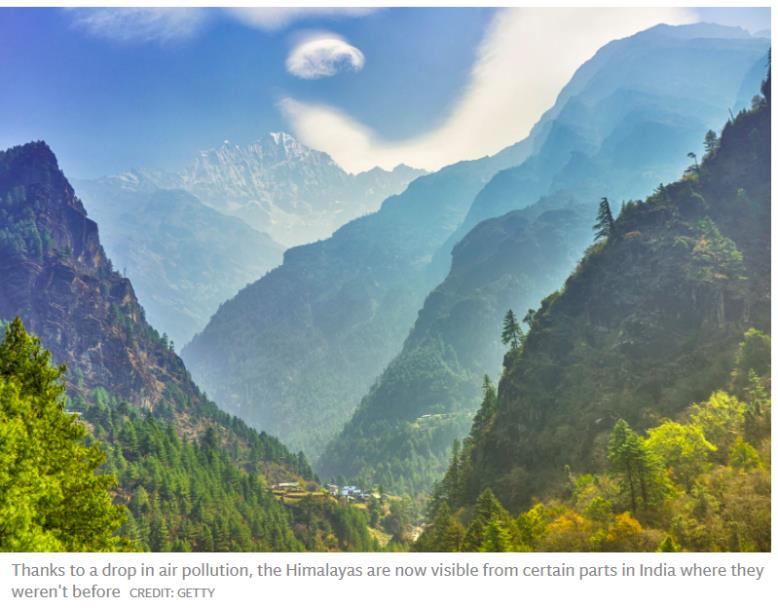 Thanks to a drop in air pollution, the Himalayas are now visible from certain parts in India where they
weren't before CREDIT: GETTY